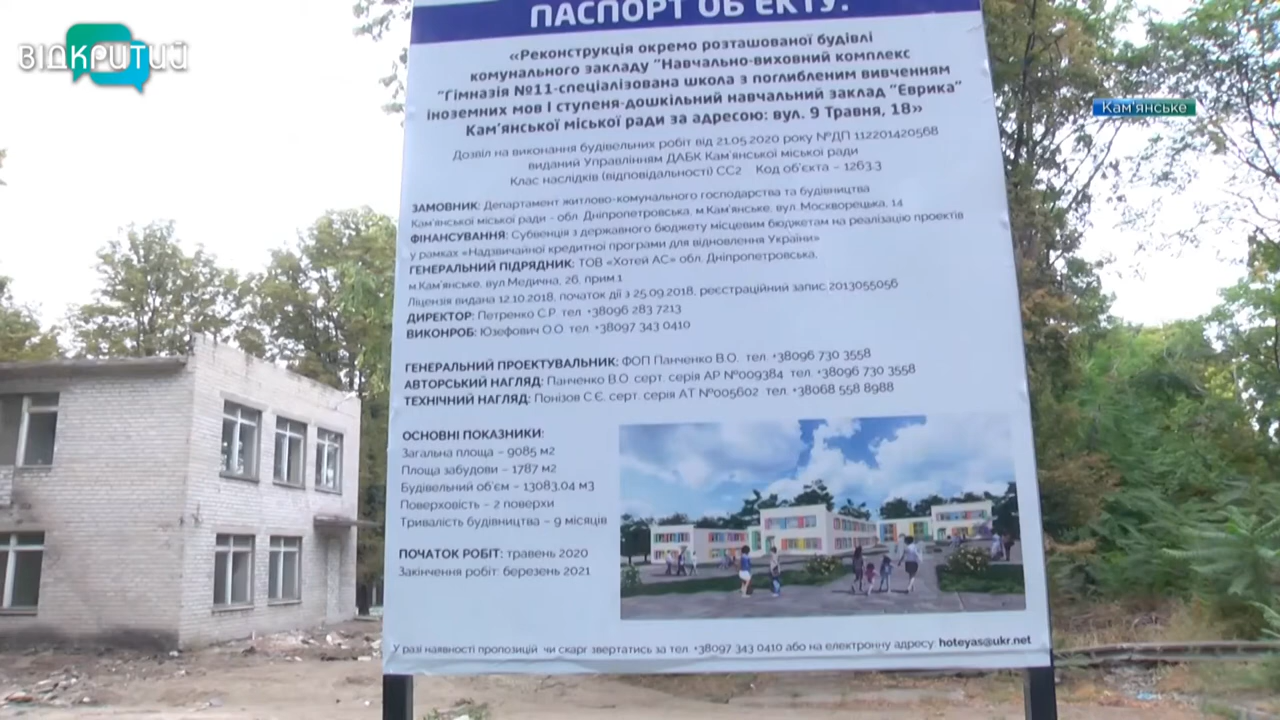 ВІДКРИТИЙ
Кам'янське
ПАСПОРТ ОБ'ЄКТУ:
«Реконструкція окремо розташованої будівлі
комунального закладу "Навчально-виховний комплекс
"Гімназія №11-спеціалізована школа з поглибленим вивченням
іноземних мов І ступеня-дошкільний навчальний заклад "Еврика"
Кам'янської міської ради за адресою: вул. 9 Травня, 18»
Дозвіл на виконання будівельних робіт від 21.05.2020 року №ДП 112201420568
виданий Управлінням ДАБК Кам'янської міської ради
Клас наслідків (відповідальності) СС2 Код об'єкта – 1263.3
ЗАМОВНИК: Департамент житлово-комунального господарства та будівництва
Кам'янської міської ради - обл. Дніпропетровська, м.Кам'янське, вул. Москворецька, 14
ФІНАНСУВАННЯ: Субвенція з державного бюджету місцевим бюджетам на реалізацію проектів
у рамках «Надзвичайної кредитної програми для відновлення України»
ГЕНЕРАЛЬНИЙ ПІДРЯДНИК: ТОВ «Хотей АС» обл. Дніпропетровська,
м.Кам'янське, вул.Медична, 26, прим.1
Ліцензія видана 12.10.2018, початок дії з 25.09.2018, реєстраційний запис 2013055056
ДИРЕКТОР: Петренко С.Р. тел. +38096 283 7213
ВИКОНРОБ: Юзефович О.О. тел. +38097 343 0410
ГЕНЕРАЛЬНИЙ ПРОЕКТУВАЛЬНИК: ФОП Панченко В.О. тел. +38096 730 3558
АВТОРСЬКИЙ НАГЛЯД: Панченко В.О. серт. серія АР №009384 тел. +38096 730 3558
ТЕХНІЧНИЙ НАГЛЯД: Понізов С.Є. серт. серія АТ №005602 тел. +38068 558 8988
ОСНОВНІ ПОКАЗНИКИ:
Загальна площа – 9085 м2
Площа забудови – 1787 м2
Будівельний об'єм – 13083,04 м3
Поверховість – 2 поверхи
Тривалість будівництва – 9 місяців
ПОЧАТОК РОБІТ: травень 2020
Закінчення робіт: березень 2021
У разі наявності пропозицій чи скарг звертатись за тел. +38097 343 0410 або на електронну адресу: hoteyas@ukr.net